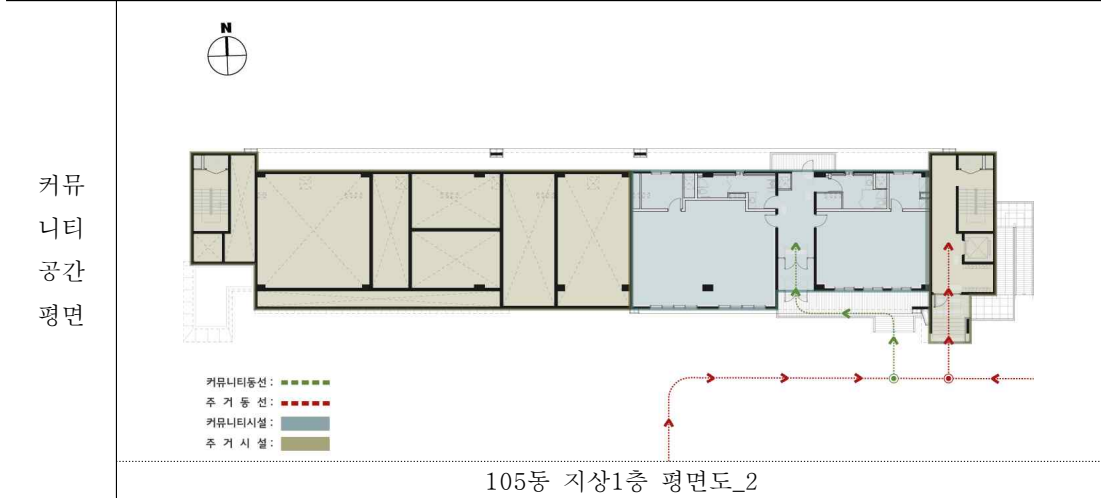 N
커뮤
니티
공간
평면
커뮤니티동선 :
주 거 동 선 :
커뮤니티시설 :
주 거 시 설 :
105동 지상1층 평면도_2